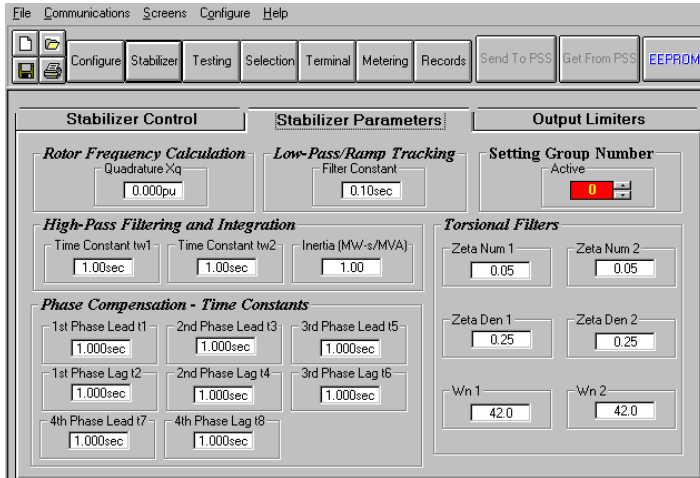 File Communications Screens Configure Help
Configure Stabilizer Testing Selection Terminal Metering Records Send To PSS Get From PSS EEPROM
Stabilizer Control Stabilizer Parameters Output Limiters
Rotor Frequency Calculation Low-Pass/Ramp Tracking Setting Group Number
Quadrature Xq Filter Constant Active
0.000pu 0.10sec 0
High-Pass Filtering and Integration Torsional Filters
Time Constant tw1 Time Constant tw2 Inertia (MW-s/MVA) Zeta Num 1 Zeta Num 2
1.00sec 1.00sec 1.00 0.05 0.05
Phase Compensation - Time Constants
1st Phase Lead t1 2nd Phase Lead t3 3rd Phase Lead t5 Zeta Den 1 Zeta Den 2
1.000sec 1.000sec 1.000sec 0.25 0.25
1st Phase Lag t2 2nd Phase Lag t4 3rd Phase Lag t6 Wn 1 Wn 2
1.000sec 1.000sec 1.000sec 42.0 42.0
4th Phase Lead t7 4th Phase Lag t8
1.000sec 1.000sec